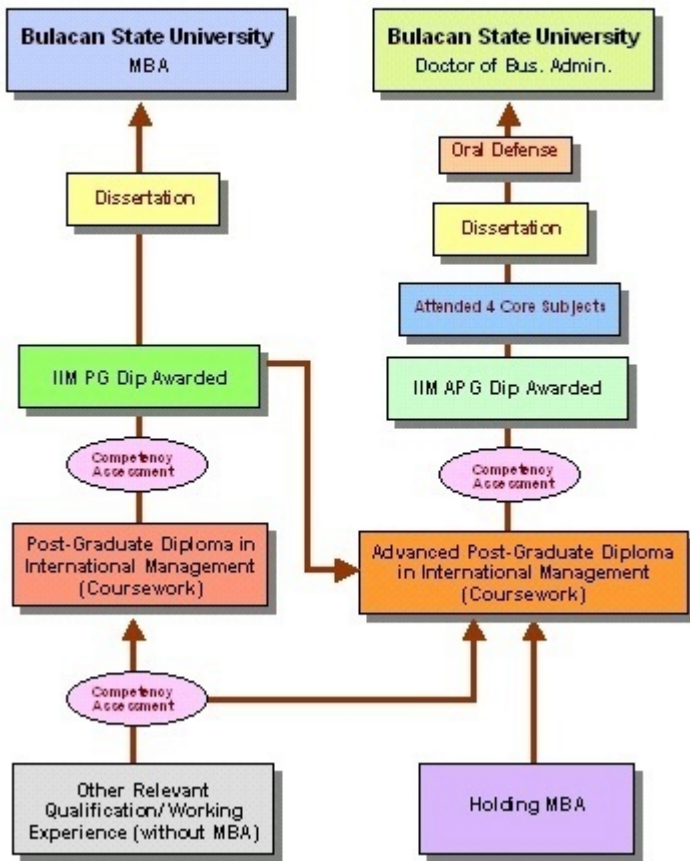 Bulacan State University
MBA
Bulacan State University
Doctor of Bus. Admin.
Oral Defense
Dissertation
Dissertation
Attended 4 Core Subjects
IIM PG Dip Awarded
IIM APG Dip Awarded
Competency
Assessment
Competency
Assessment
Post-Graduate Diploma in
International Management
(Coursework)
Advanced Post-Graduate Diploma
in International Management
(Coursework)
Competency
Assessment
Other Relevant
Qualification/Working
Experience (without MBA)
Holding MBA